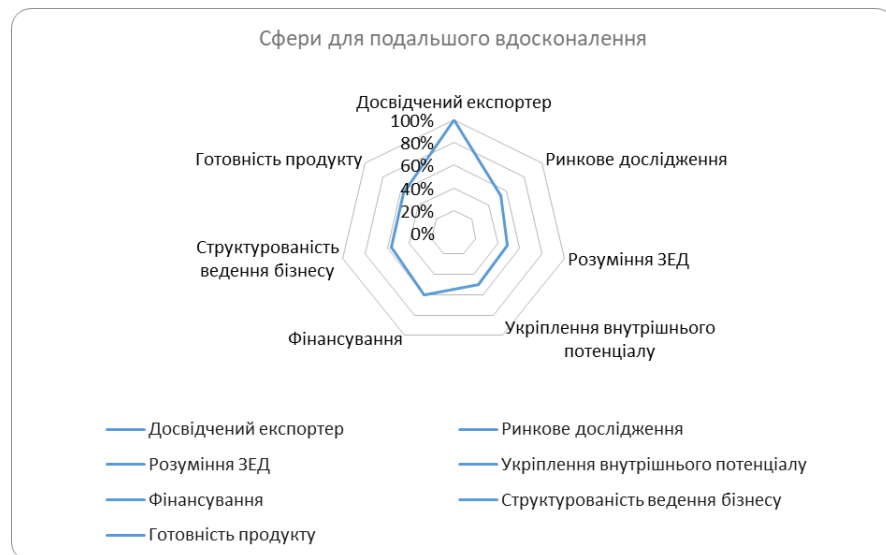 Сфери для подальшого вдосконалення
Досвідчений експортер
100%
80%
60%
40%
20%
0%
Ринкове дослідження
Розуміння ЗЕД
Укріплення внутрішнього
потенціалу
Фінансування
Структурованість
ведення бізнесу
Готовність продукту
Досвідчений експортер
Ринкове дослідження
Розуміння ЗЕД
Укріплення внутрішнього потенціалу
Фінансування
Структурованість ведення бізнесу
Готовність продукту